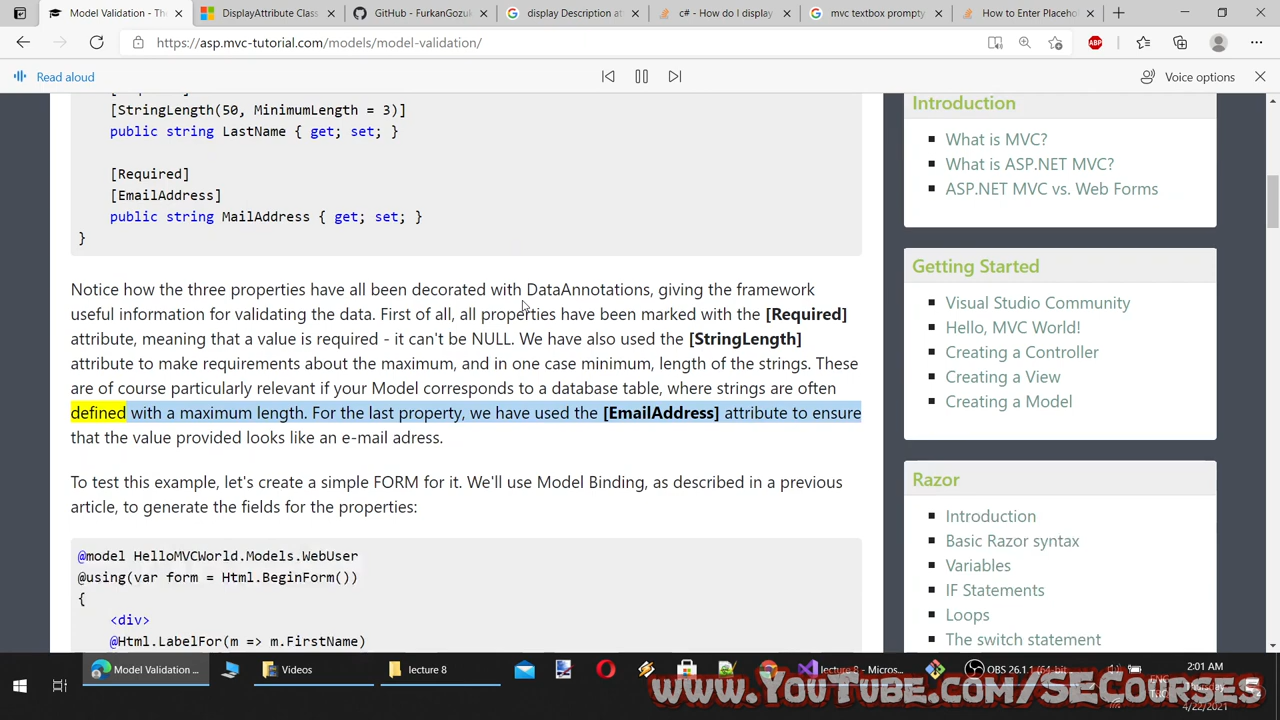 Model Validation - Th
DisplayAttribute Class
GitHub - FurkanGozuk
display Description at
c# - How do I display
mvc textbox prompty
How to Enter Placeho
https://asp.mvc-tutorial.com/models/model-validation/
Read aloud
Voice options
[StringLength(50, MinimumLength = 3)]
public string LastName { get; set; }
[Required]
[EmailAddress]
public string MailAddress { get; set; }
}
Notice how the three properties have all been decorated with DataAnnotations, giving the framework
useful information for validating the data. First of all, all properties have been marked with the [Required]
attribute, meaning that a value is required - it can't be NULL. We have also used the [StringLength]
attribute to make requirements about the maximum, and in one case minimum, length of the strings. These
are of course particularly relevant if your Model corresponds to a database table, where strings are often
defined with a maximum length. For the last property, we have used the [EmailAddress] attribute to ensure
that the value provided looks like an e-mail adress.
To test this example, let's create a simple FORM for it. We'll use Model Binding, as described in a previous
article, to generate the fields for the properties:
@model HelloMVCWorld.Models.WebUser
@using(var form = Html.BeginForm())
{
<div>
@Html.LabelFor(m => m.FirstName)
Introduction
What is MVC?
What is ASP.NET MVC?
ASP.NET MVC vs. Web Forms
Getting Started
Visual Studio Community
Hello, MVC World!
Creating a Controller
Creating a View
Creating a Model
Razor
Introduction
Basic Razor syntax
Variables
IF Statements
Loops
The switch statement
Model Validation ...
Videos
lecture 8
lecture 8 - Micros...
OBS 26.1.1 (64-bit...
ENG
2:01 AM
Thursday
4/22/2021
www.YouTube.com/SECourses